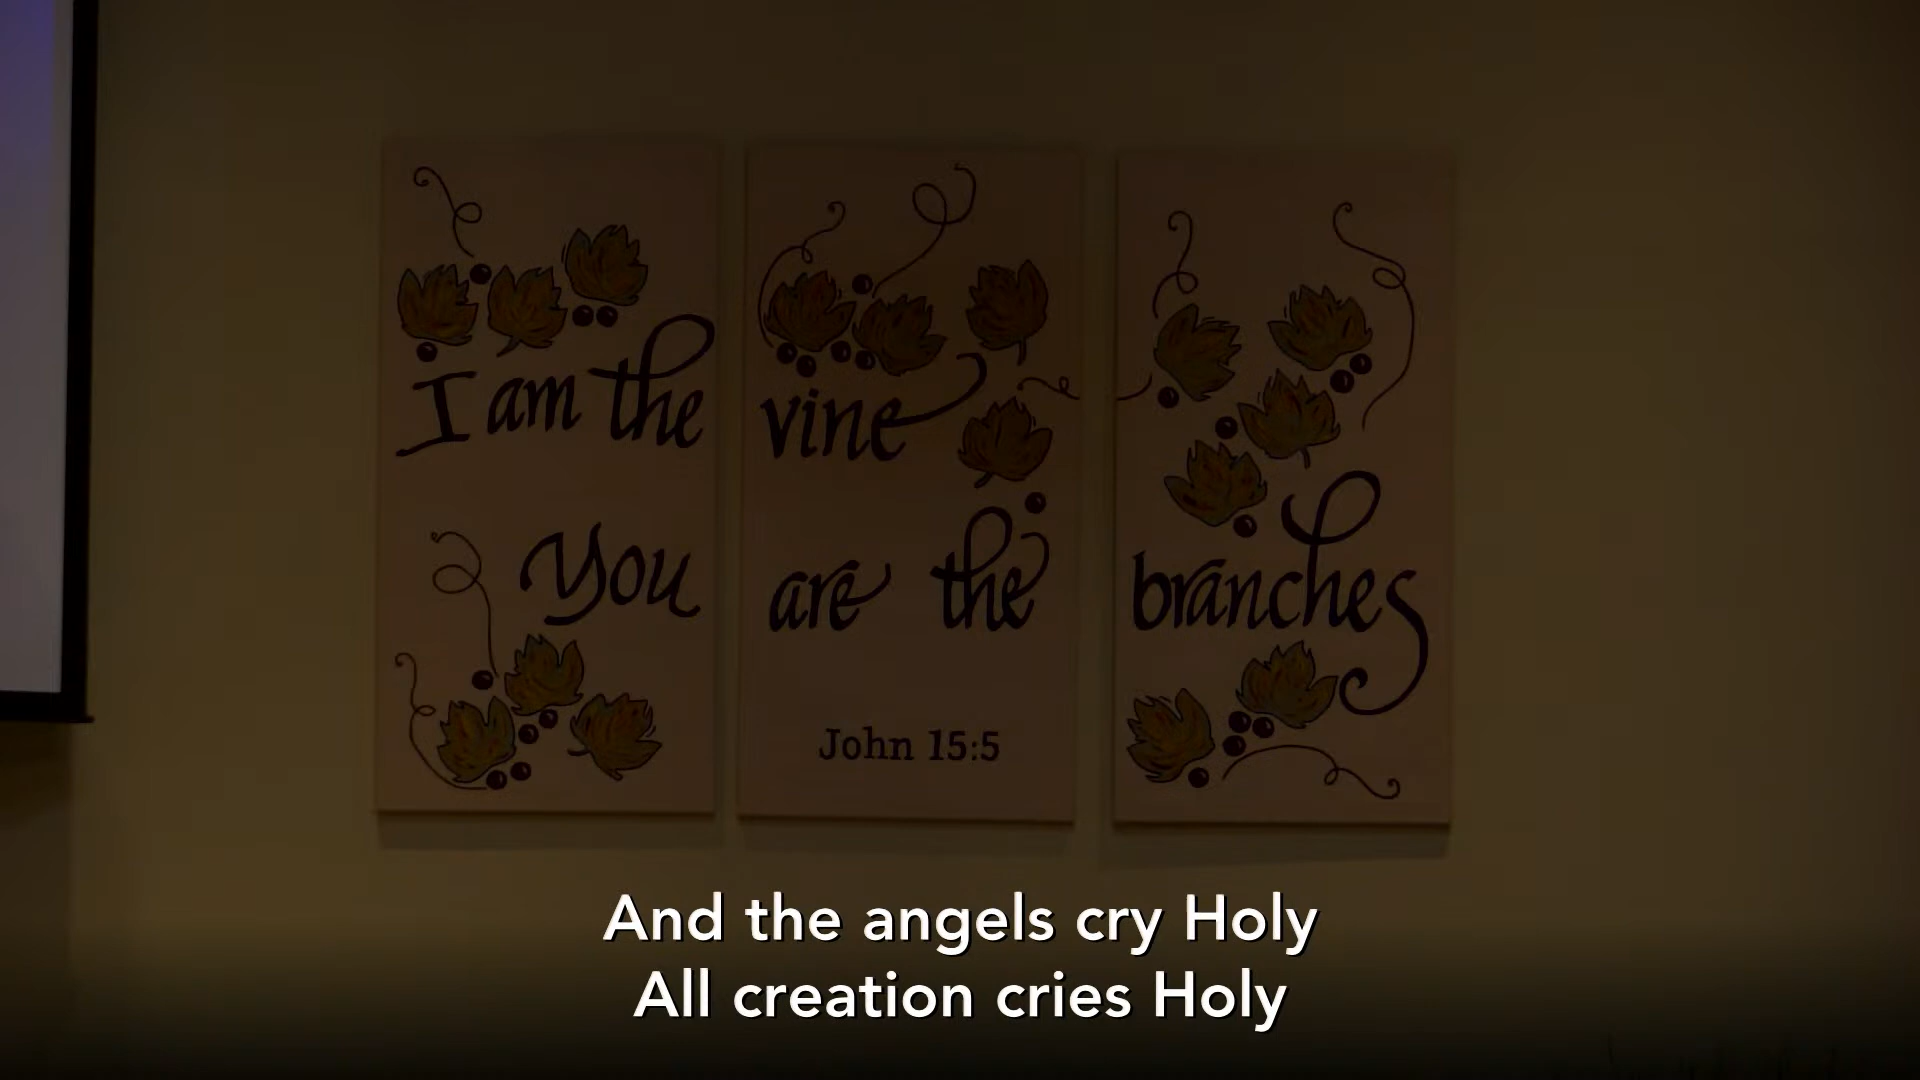 I am the vine
You are the branches
John 15:5
And the angels cry Holy
All creation cries Holy